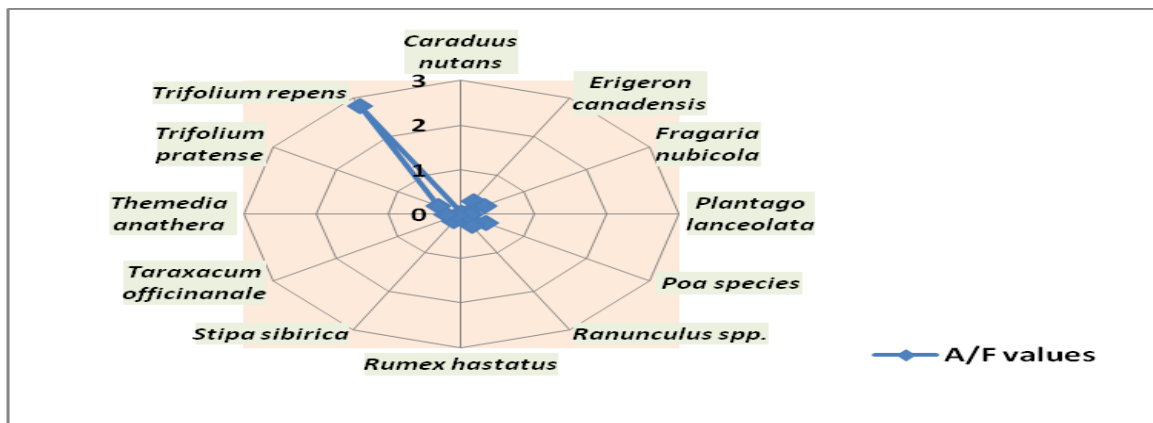 Caraduus
nutans
Erigeron
canadensis
Fragaria
nubicola
Plantago
lanceolata
Poa species
Ranunculus spp.
Rumex hastatus
Stipa sibirica
Taraxacum
officinanale
Themedia
anathera
Trifolium
pratense
Trifolium repens
3
2
1
0
A/F values